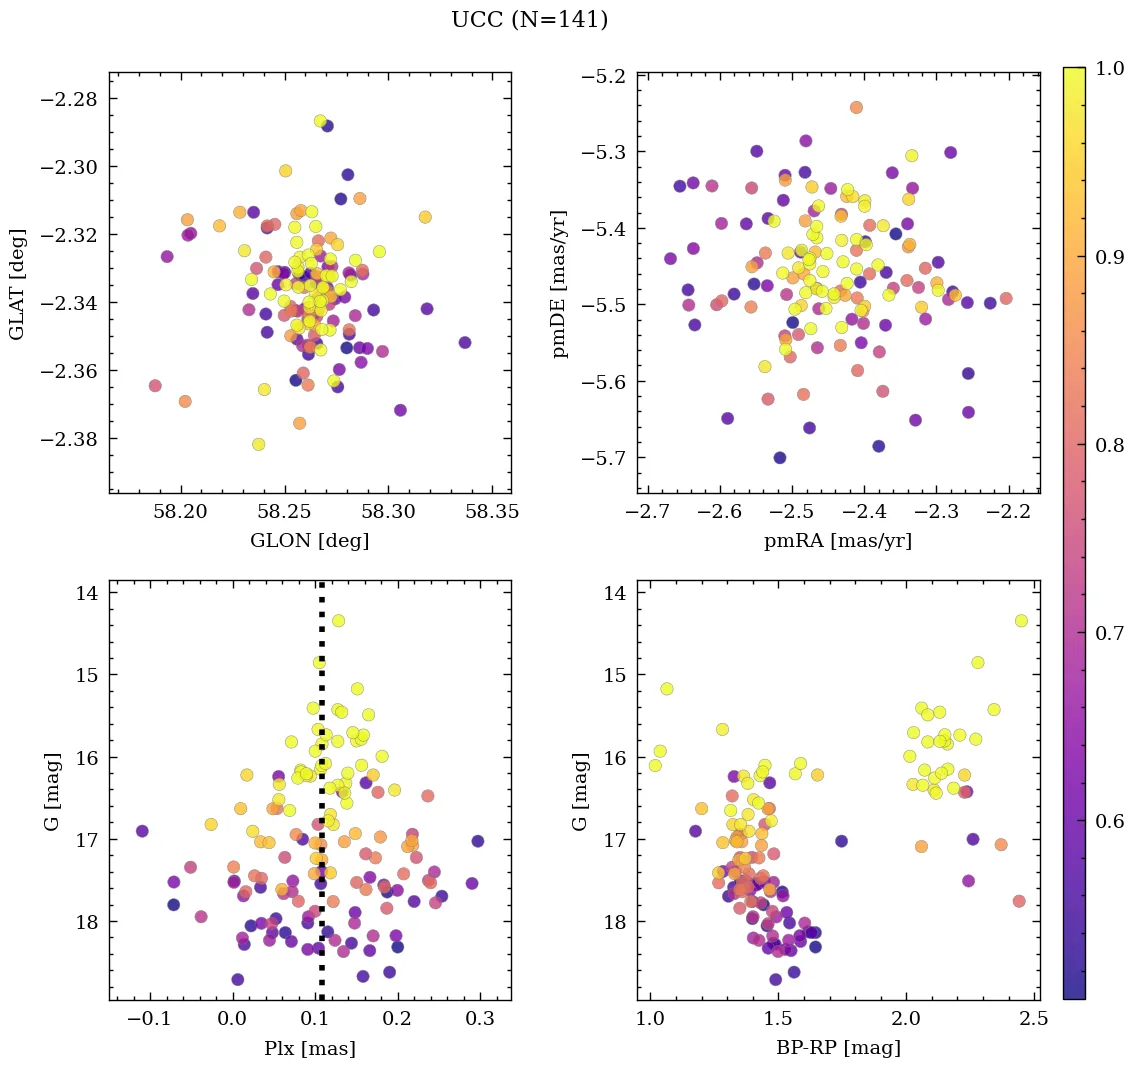 UCC (N=141)
−2.28
−2.30
−2.32
−2.34
−2.36
−2.38
GLAT [deg]
58.20 58.25 58.30 58.35
GLON [deg]
−5.2
−5.3
−5.4
−5.5
−5.6
−5.7
pmDE [mas/yr]
−2.7 −2.6 −2.5 −2.4 −2.3 −2.2
pmRA [mas/yr]
1.0
0.9
0.8
0.7
0.6
14
15
16
17
18
G [mag]
−0.1 0.0 0.1 0.2 0.3
Plx [mas]
14
15
16
17
18
G [mag]
1.0 1.5 2.0 2.5
BP-RP [mag]